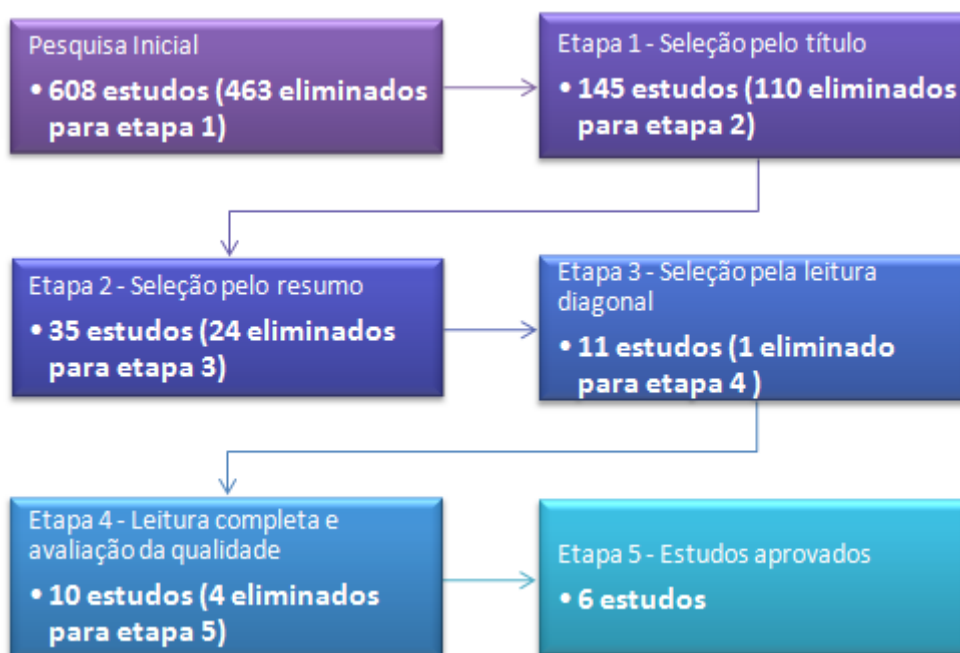 Pesquisa Inicial
• 608 estudos (463 eliminados
para etapa 1)
Etapa 1 - Seleção pelo título
• 145 estudos (110 eliminados
para etapa 2)
Etapa 2 - Seleção pelo resumo
• 35 estudos (24 eliminados
para etapa 3)
Etapa 3 - Seleção pela leitura
diagonal
• 11 estudos (1 eliminado
para etapa 4 )
Etapa 4 - Leitura completa e
avaliação da qualidade
• 10 estudos (4 eliminados
para etapa 5)
Etapa 5 - Estudos aprovados
• 6 estudos